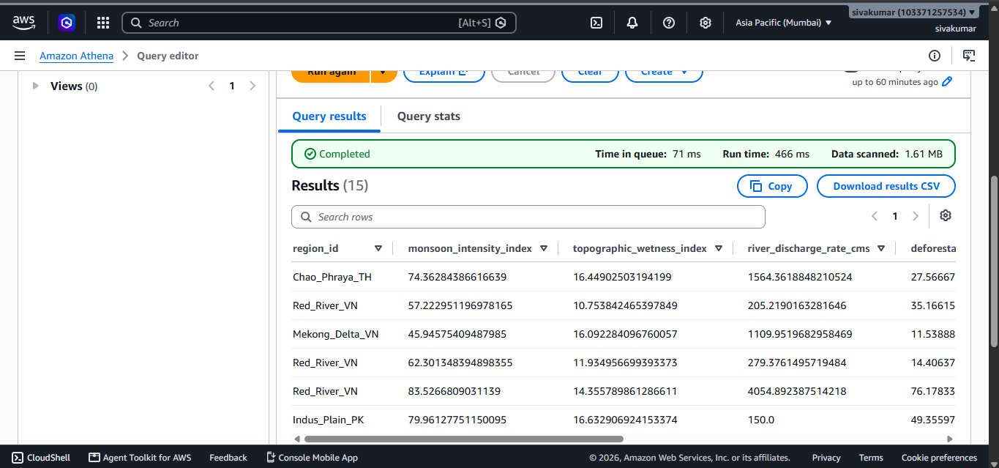 aws
Search [Alt+S] Asia Pacific (Mumbai) sivakumar (103371257534)
sivakumar
Amazon Athena Query editor
Run again Explain Cancel Clear Create
Views (0) 1 up to 60 minutes ago
Query results Query stats
Completed Time in queue: 71 ms Run time: 466 ms Data scanned: 1.61 MB
Results (15) Copy Download results CSV
Search rows 1
region_id monsoon_intensity_index topographic_wetness_index river_discharge_rate_cms deforesta
Chao_Phraya_TH 74.36284386616639 16.44902503194199 1564.3618848210524 27.56667
Red_River_VN 57.222951196978165 10.753842465397849 205.2190163281646 35.16615
Mekong_Delta_VN 45.94575409487985 16.092284096760057 1109.9519682958469 11.53888
Red_River_VN 62.301348394898355 11.934956699393373 279.3761495719484 14.40637
Red_River_VN 83.5266809031139 14.355789861286611 4054.892387514218 76.17833
Indus_Plain_PK 79.96127751150095 16.632906924153374 150.0 49.35597
CloudShell Agent Toolkit for AWS Feedback Console Mobile App © 2026, Amazon Web Services, Inc. or its affiliates. Privacy Terms Cookie preferences